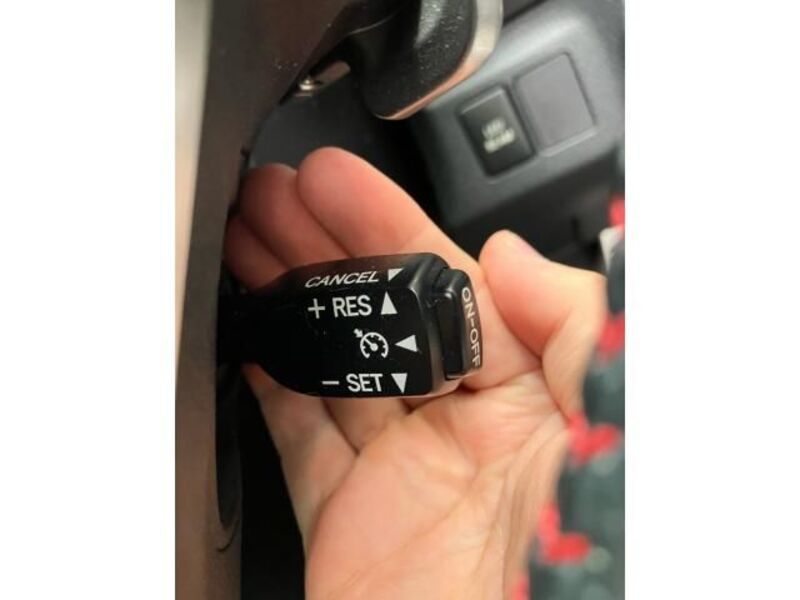 CANCEL
+ RES
- SET
ON-OFF